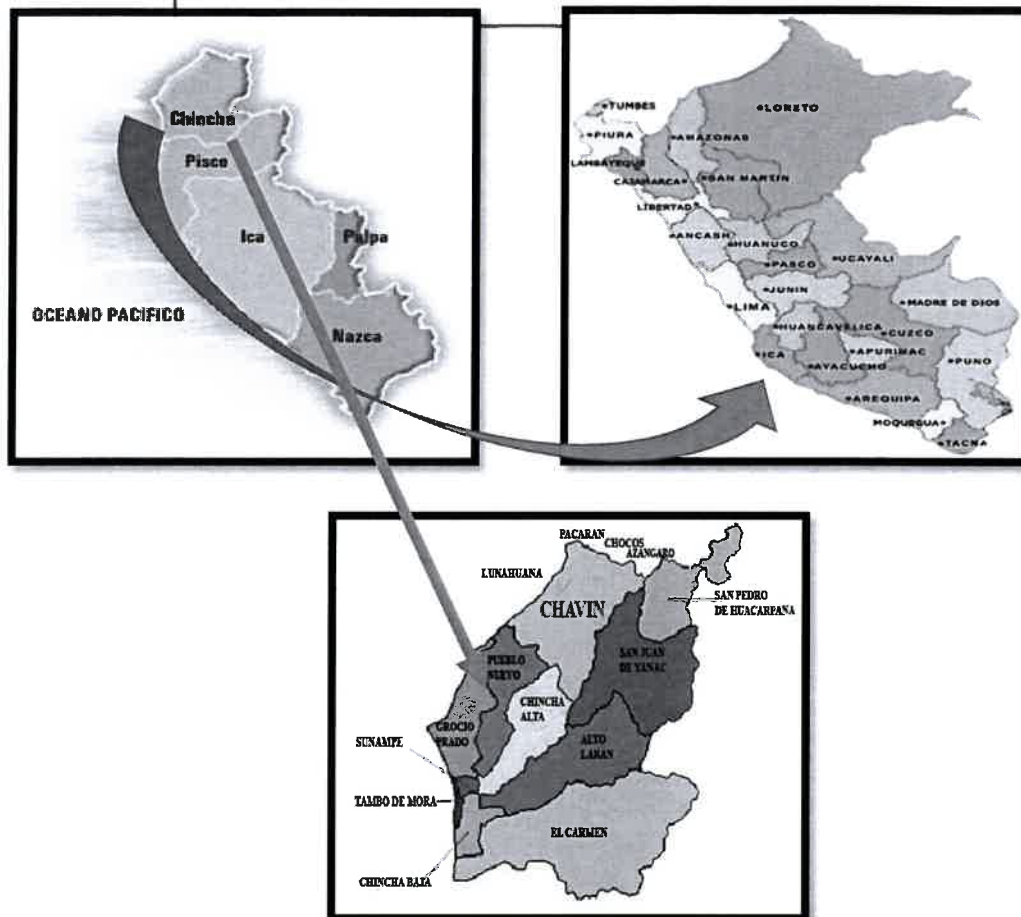 Chincha
Pisco
Ica
Palpa
OCEANO PACIFICO
Nazca
TUMBES
LORETO
PIURA
AMAZONAS
LAMBAYEQUE
CAJAMARCA
SAN MARTIN
LIBERTAD
ANCASH
HUANUCO
PASCO
UCAYALI
JUNIN
LIMA
MADRE DE DIOS
HUANCAVELICA
CUZCO
ICA
APURIMAC
PUNO
AYACUCHO
AREQUIPA
MOQUEGUA
TACNA
PACARAN
CHOCOS
AZANGARO
LUNAHUANA
CHAVIN
SAN PEDRO
DE HUACARPANA
PUEBLO
NUEVO
SAN JUAN
DE YANAC
CHINCHA
ALTA
GROCIO
PRADO
SUNAMPE
ALTO
LARAN
TAMBO DE MORA
EL CARMEN
CHINCHA BAJA